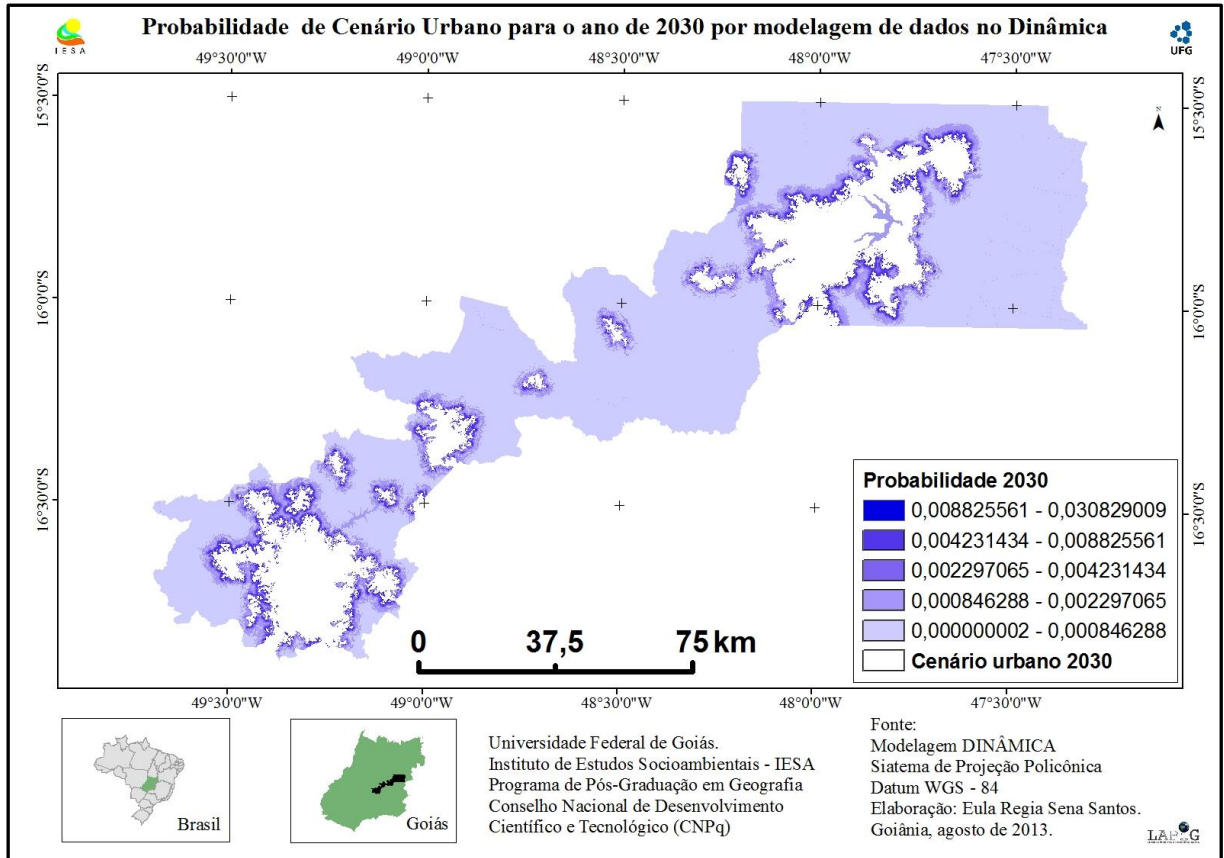 Probabilidade de Cenário Urbano para o ano de 2030 por modelagem de dados no Dinâmica
IESA
UFG
49°30'0"W 49°0'0"W 48°30'0"W 48°0'0"W 47°30'0"W
15°30'0"S
15°30'0"S
N
16°0'0"S
16°0'0"S
16°30'0"S
16°30'0"S
Probabilidade 2030
0,008825561 - 0,030829009
0,004231434 - 0,008825561
0,002297065 - 0,004231434
0,000846288 - 0,002297065
0,000000002 - 0,000846288
Cenário urbano 2030
0 37,5 75 km
49°30'0"W 49°0'0"W 48°30'0"W 48°0'0"W 47°30'0"W
Brasil
Goiás
Universidade Federal de Goiás.
Instituto de Estudos Socioambientais - IESA
Programa de Pós-Graduação em Geografia
Conselho Nacional de Desenvolvimento
Científico e Tecnológico (CNPq)
Fonte:
Modelagem DINÂMICA
Siatema de Projeção Policônica
Datum WGS - 84
Elaboração: Eula Regia Sena Santos.
Goiânia, agosto de 2013.
LAPIG